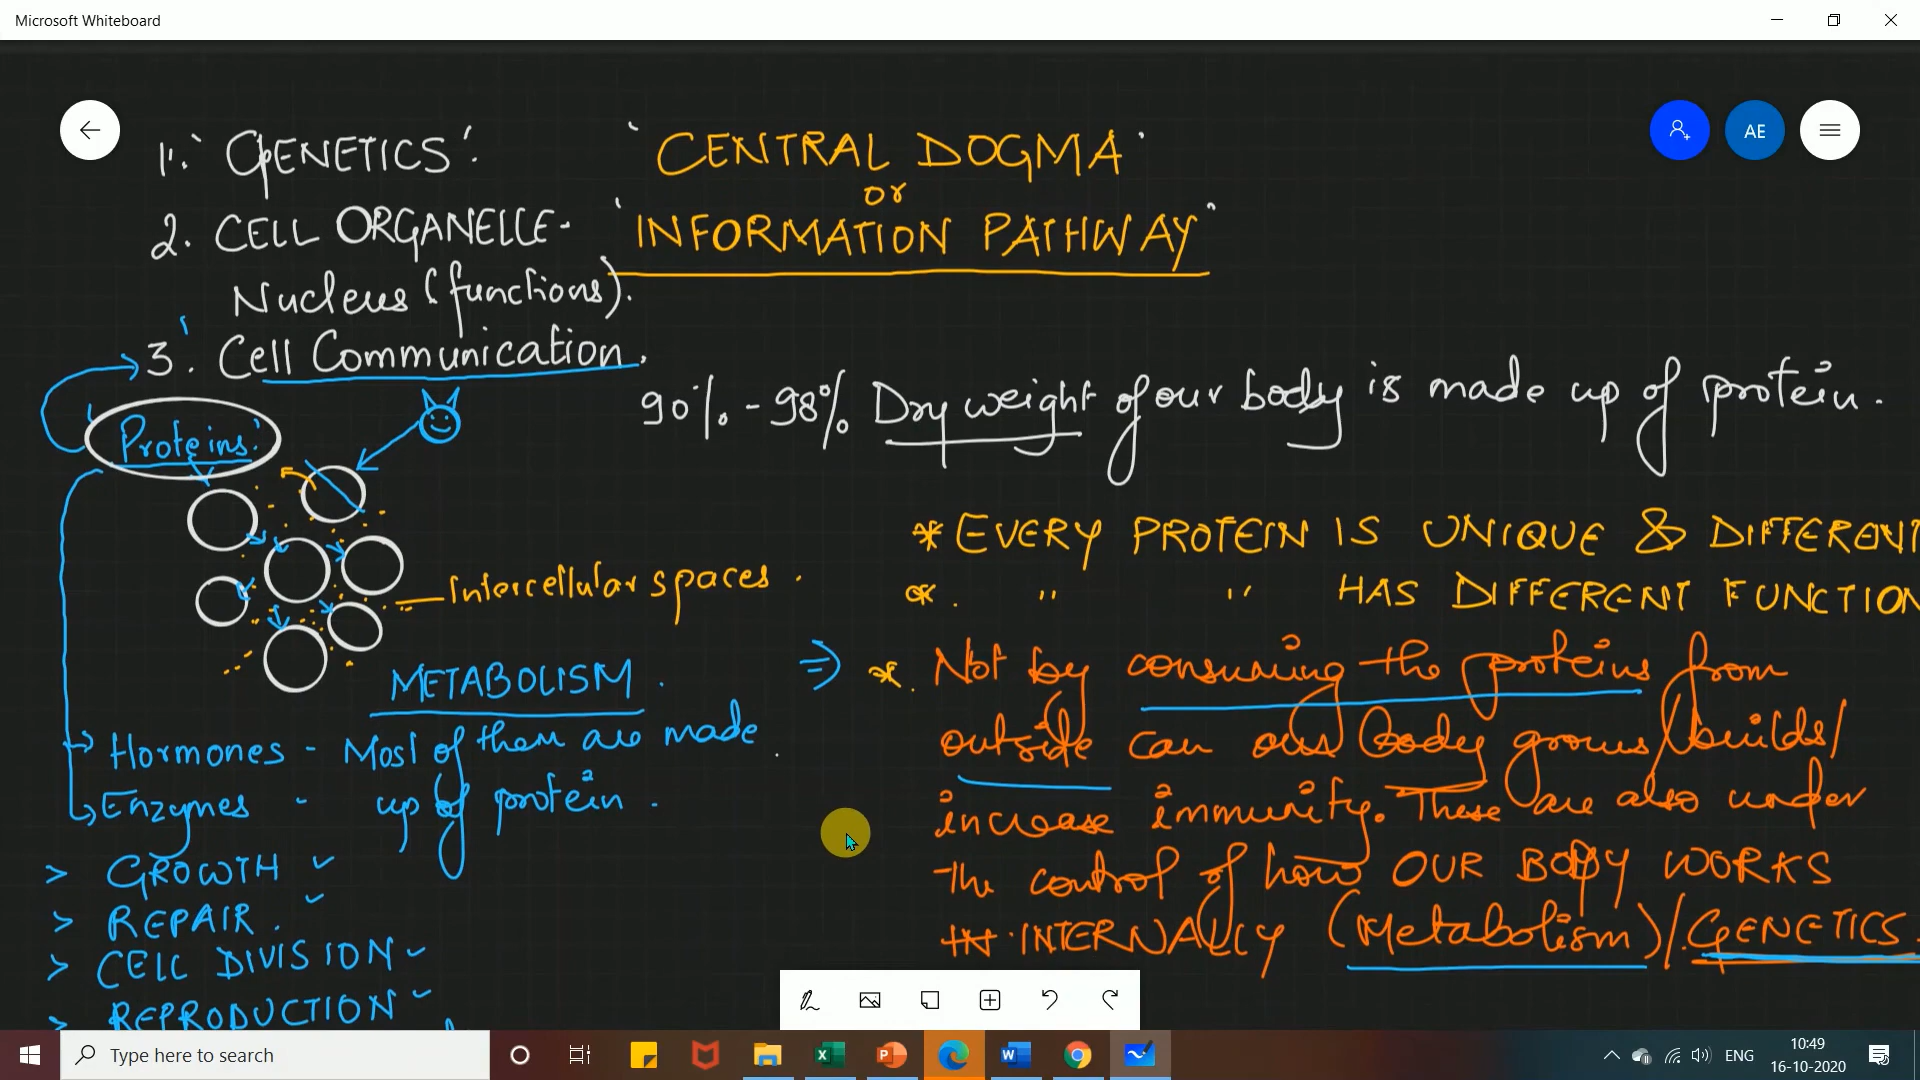 Microsoft Whiteboard
AE
1. 'GENETICS'.
2. CELL ORGANELLE-
Nucleus (functions).
3. Cell Communication.
'CENTRAL DOGMA'
or
'INFORMATION PATHWAY'
90% - 98% Dry weight of our body is made up of protein.
'Proteins'
Intercellular spaces
METABOLISM.
Hormones - Most of them are made
Enzymes - up of protein.
> GROWTH ✓
> REPAIR. ✓
> CELL DIVISION ✓
> REPRODUCTION ✓
* EVERY PROTEIN IS UNIQUE & DIFFERENT
* " " HAS DIFFERENT FUNCTION
⇒ * Not by consuming the proteins from
outside can our body grows/builds/
increase immunity. These are also under
the control of how OUR BODY WORKS
INTERNALLY (Metabolism)/GENETICS.
Type here to search
ENG
10:49
16-10-2020